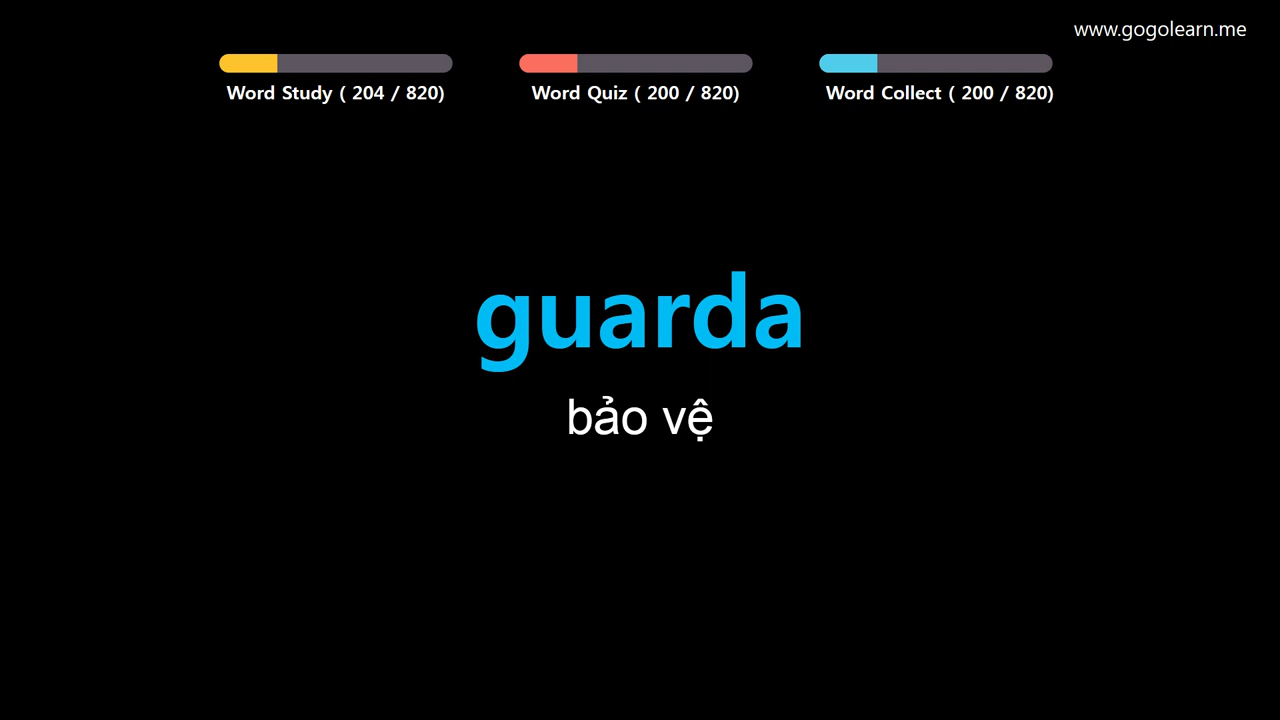 www.gogolearn.me
Word Study ( 204 / 820)
Word Quiz ( 200 / 820)
Word Collect ( 200 / 820)
guarda
bảo vệ